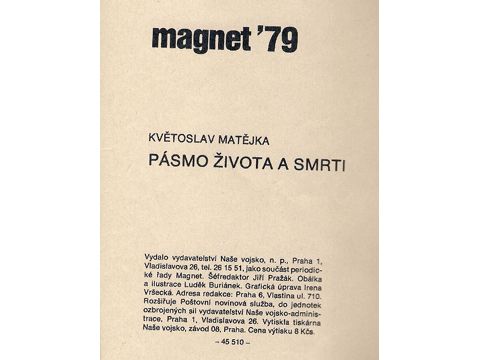 magnet '79
KVĚTOSLAV MATĚJKA
PÁSMO ŽIVOTA A SMRTI
Vydalo vydavatelství Naše vojsko, n. p., Praha 1,
Vladislavova 26, tel. 26 15 51, jako součást periodic-
ké řady Magnet. Šéfredaktor Jiří Pražák. Obálka
a ilustrace Luděk Buriánek. Grafická úprava Irena
Vršecká. Adresa redakce: Praha 6, Vlastina ul. 710.
Rozšiřuje Poštovní novinová služba, do jednotek
ozbrojených sil vydavatelství Naše vojsko-adminis-
trace, Praha 1, Vladislavova 26. Vytiskla tiskárna
Naše vojsko, závod 08, Praha. Cena výtisku 8 Kčs.
– 45 510 –